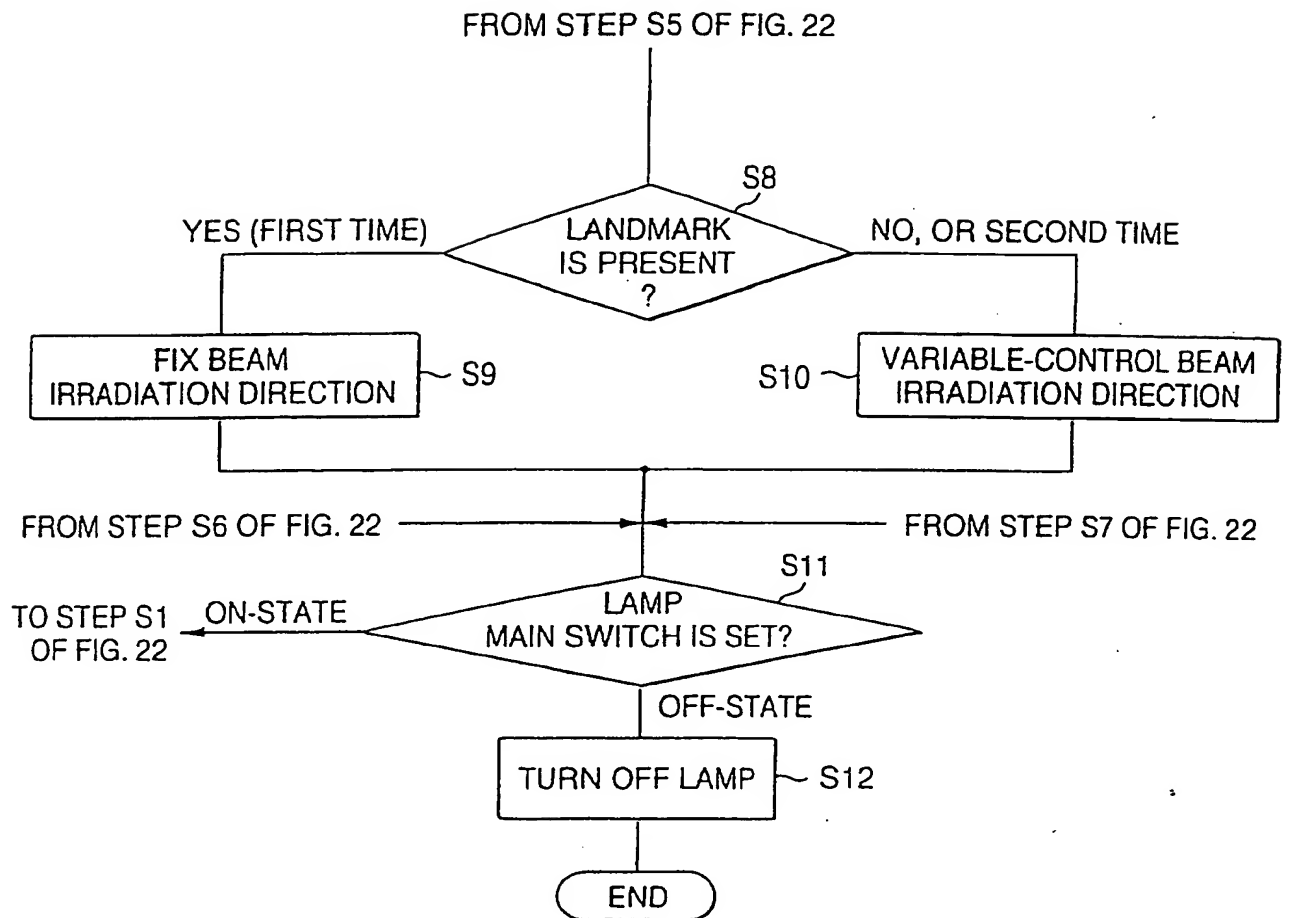 FROM STEP S5 OF FIG. 22
S8
YES (FIRST TIME)
LANDMARK
IS PRESENT
?
NO, OR SECOND TIME
FIX BEAM
IRRADIATION DIRECTION
S9
S10
VARIABLE-CONTROL BEAM
IRRADIATION DIRECTION
FROM STEP S6 OF FIG. 22
FROM STEP S7 OF FIG. 22
S11
TO STEP S1
OF FIG. 22
ON-STATE
LAMP
MAIN SWITCH IS SET?
OFF-STATE
TURN OFF LAMP
S12
END